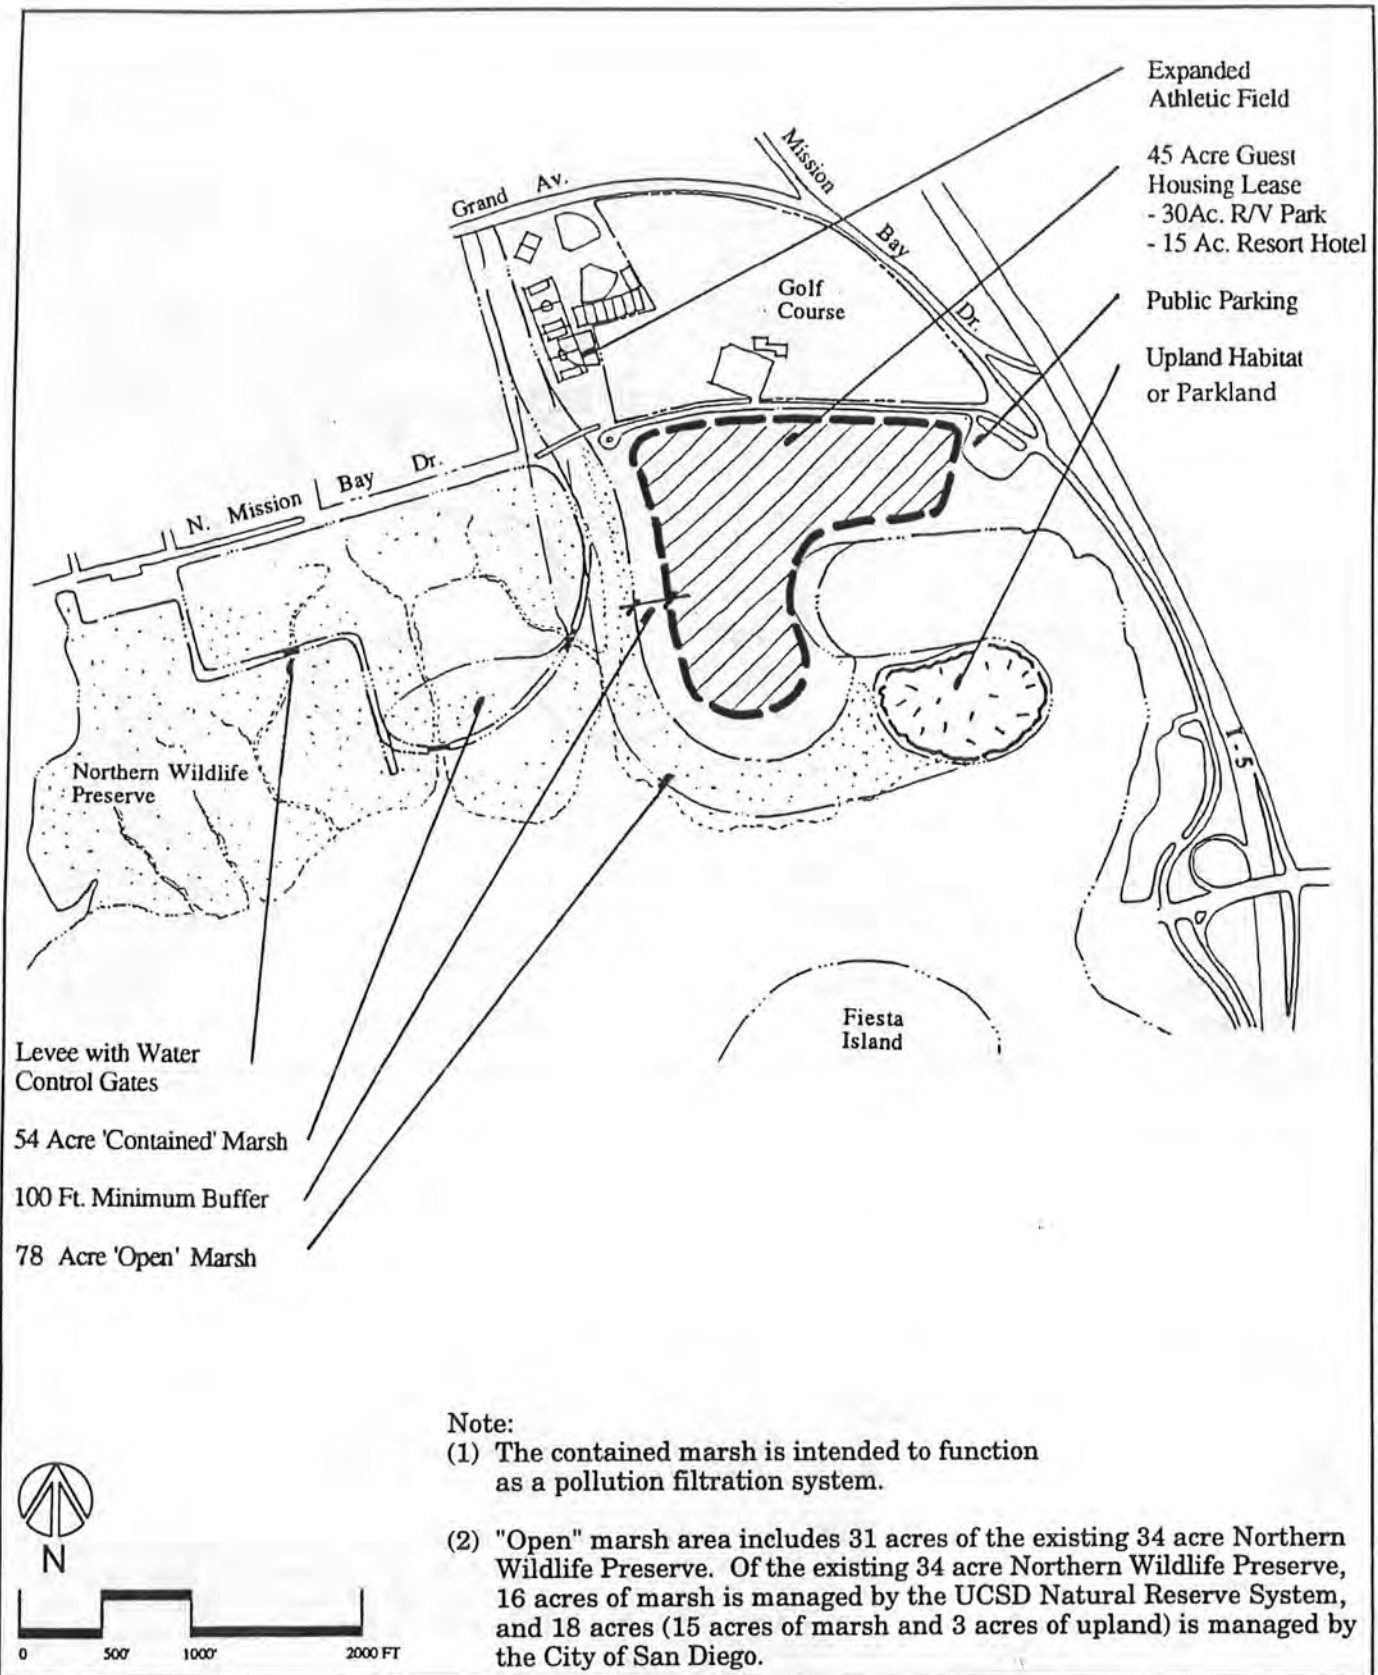 Expanded
Athletic Field
45 Acre Guest
Housing Lease
- 30Ac. R/V Park
- 15 Ac. Resort Hotel
Public Parking
Upland Habitat
or Parkland
Mission
Bay
Dr.
Grand Av.
Golf
Course
N. Mission Bay Dr.
I-5
Northern Wildlife
Preserve
Fiesta
Island
Levee with Water
Control Gates
54 Acre 'Contained' Marsh
100 Ft. Minimum Buffer
78 Acre 'Open' Marsh
Note:
(1) The contained marsh is intended to function
as a pollution filtration system.
(2) "Open" marsh area includes 31 acres of the existing 34 acre Northern
Wildlife Preserve. Of the existing 34 acre Northern Wildlife Preserve,
16 acres of marsh is managed by the UCSD Natural Reserve System,
and 18 acres (15 acres of marsh and 3 acres of upland) is managed by
the City of San Diego.
N
0 500' 1000' 2000 FT